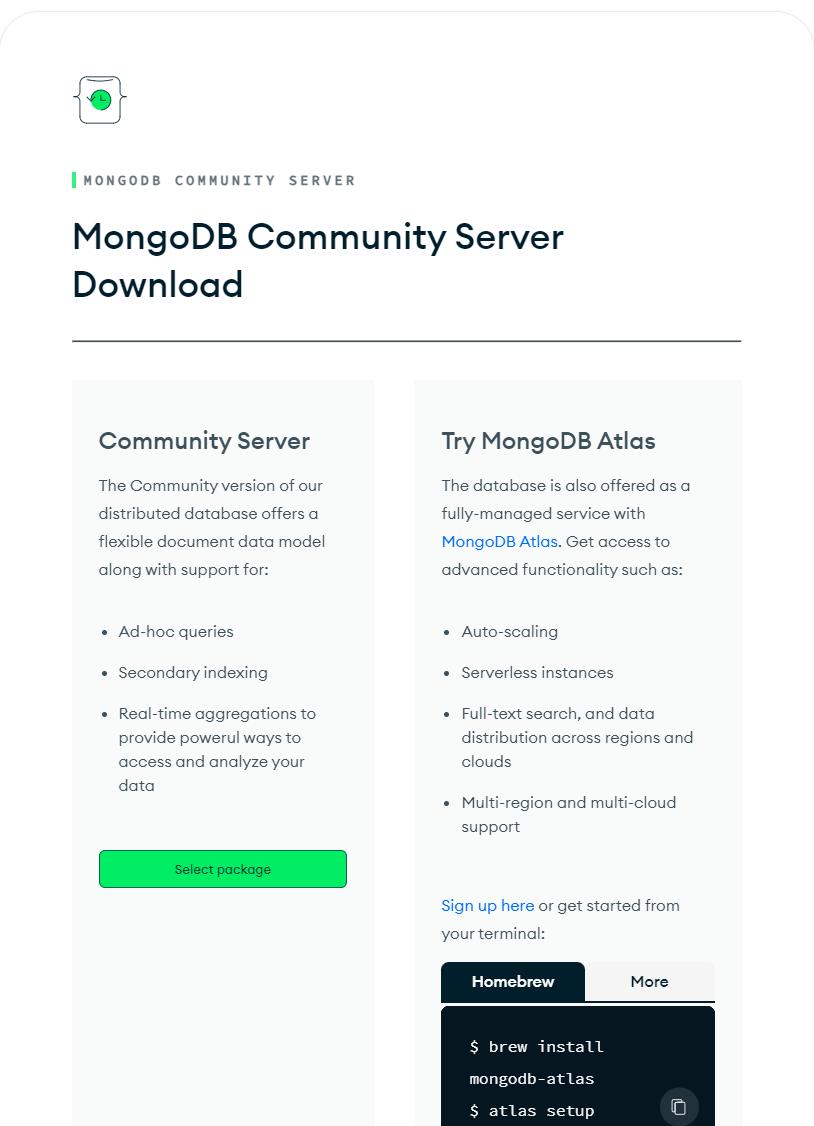 MONGODB COMMUNITY SERVER
MongoDB Community Server
Download
Community Server
The Community version of our
distributed database offers a
flexible document data model
along with support for:
Ad-hoc queries
Secondary indexing
Real-time aggregations to
provide powerul ways to
access and analyze your
data
Select package
Try MongoDB Atlas
The database is also offered as a
fully-managed service with
MongoDB Atlas. Get access to
advanced functionality such as:
Auto-scaling
Serverless instances
Full-text search, and data
distribution across regions and
clouds
Multi-region and multi-cloud
support
Sign up here or get started from
your terminal:
Homebrew More
$ brew install
mongodb-atlas
$ atlas setup